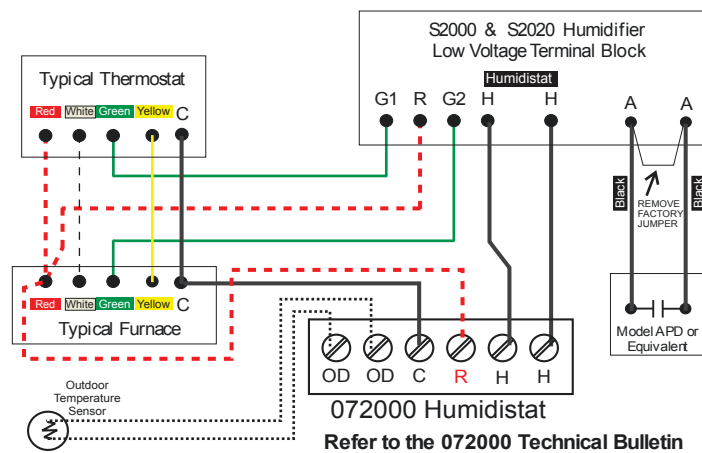 S2000 & S2020 Humidifier
Low Voltage Terminal Block
Humidistat
G1 R G2 H H A A
Typical Thermostat
Red White Green Yellow C
Black Black
REMOVE
FACTORY
JUMPER
Red White Green Yellow C
Typical Furnace
Model APD or
Equivalent
OD OD C R H H
072000 Humidistat
Outdoor
Temperature
Sensor
Refer to the 072000 Technical Bulletin